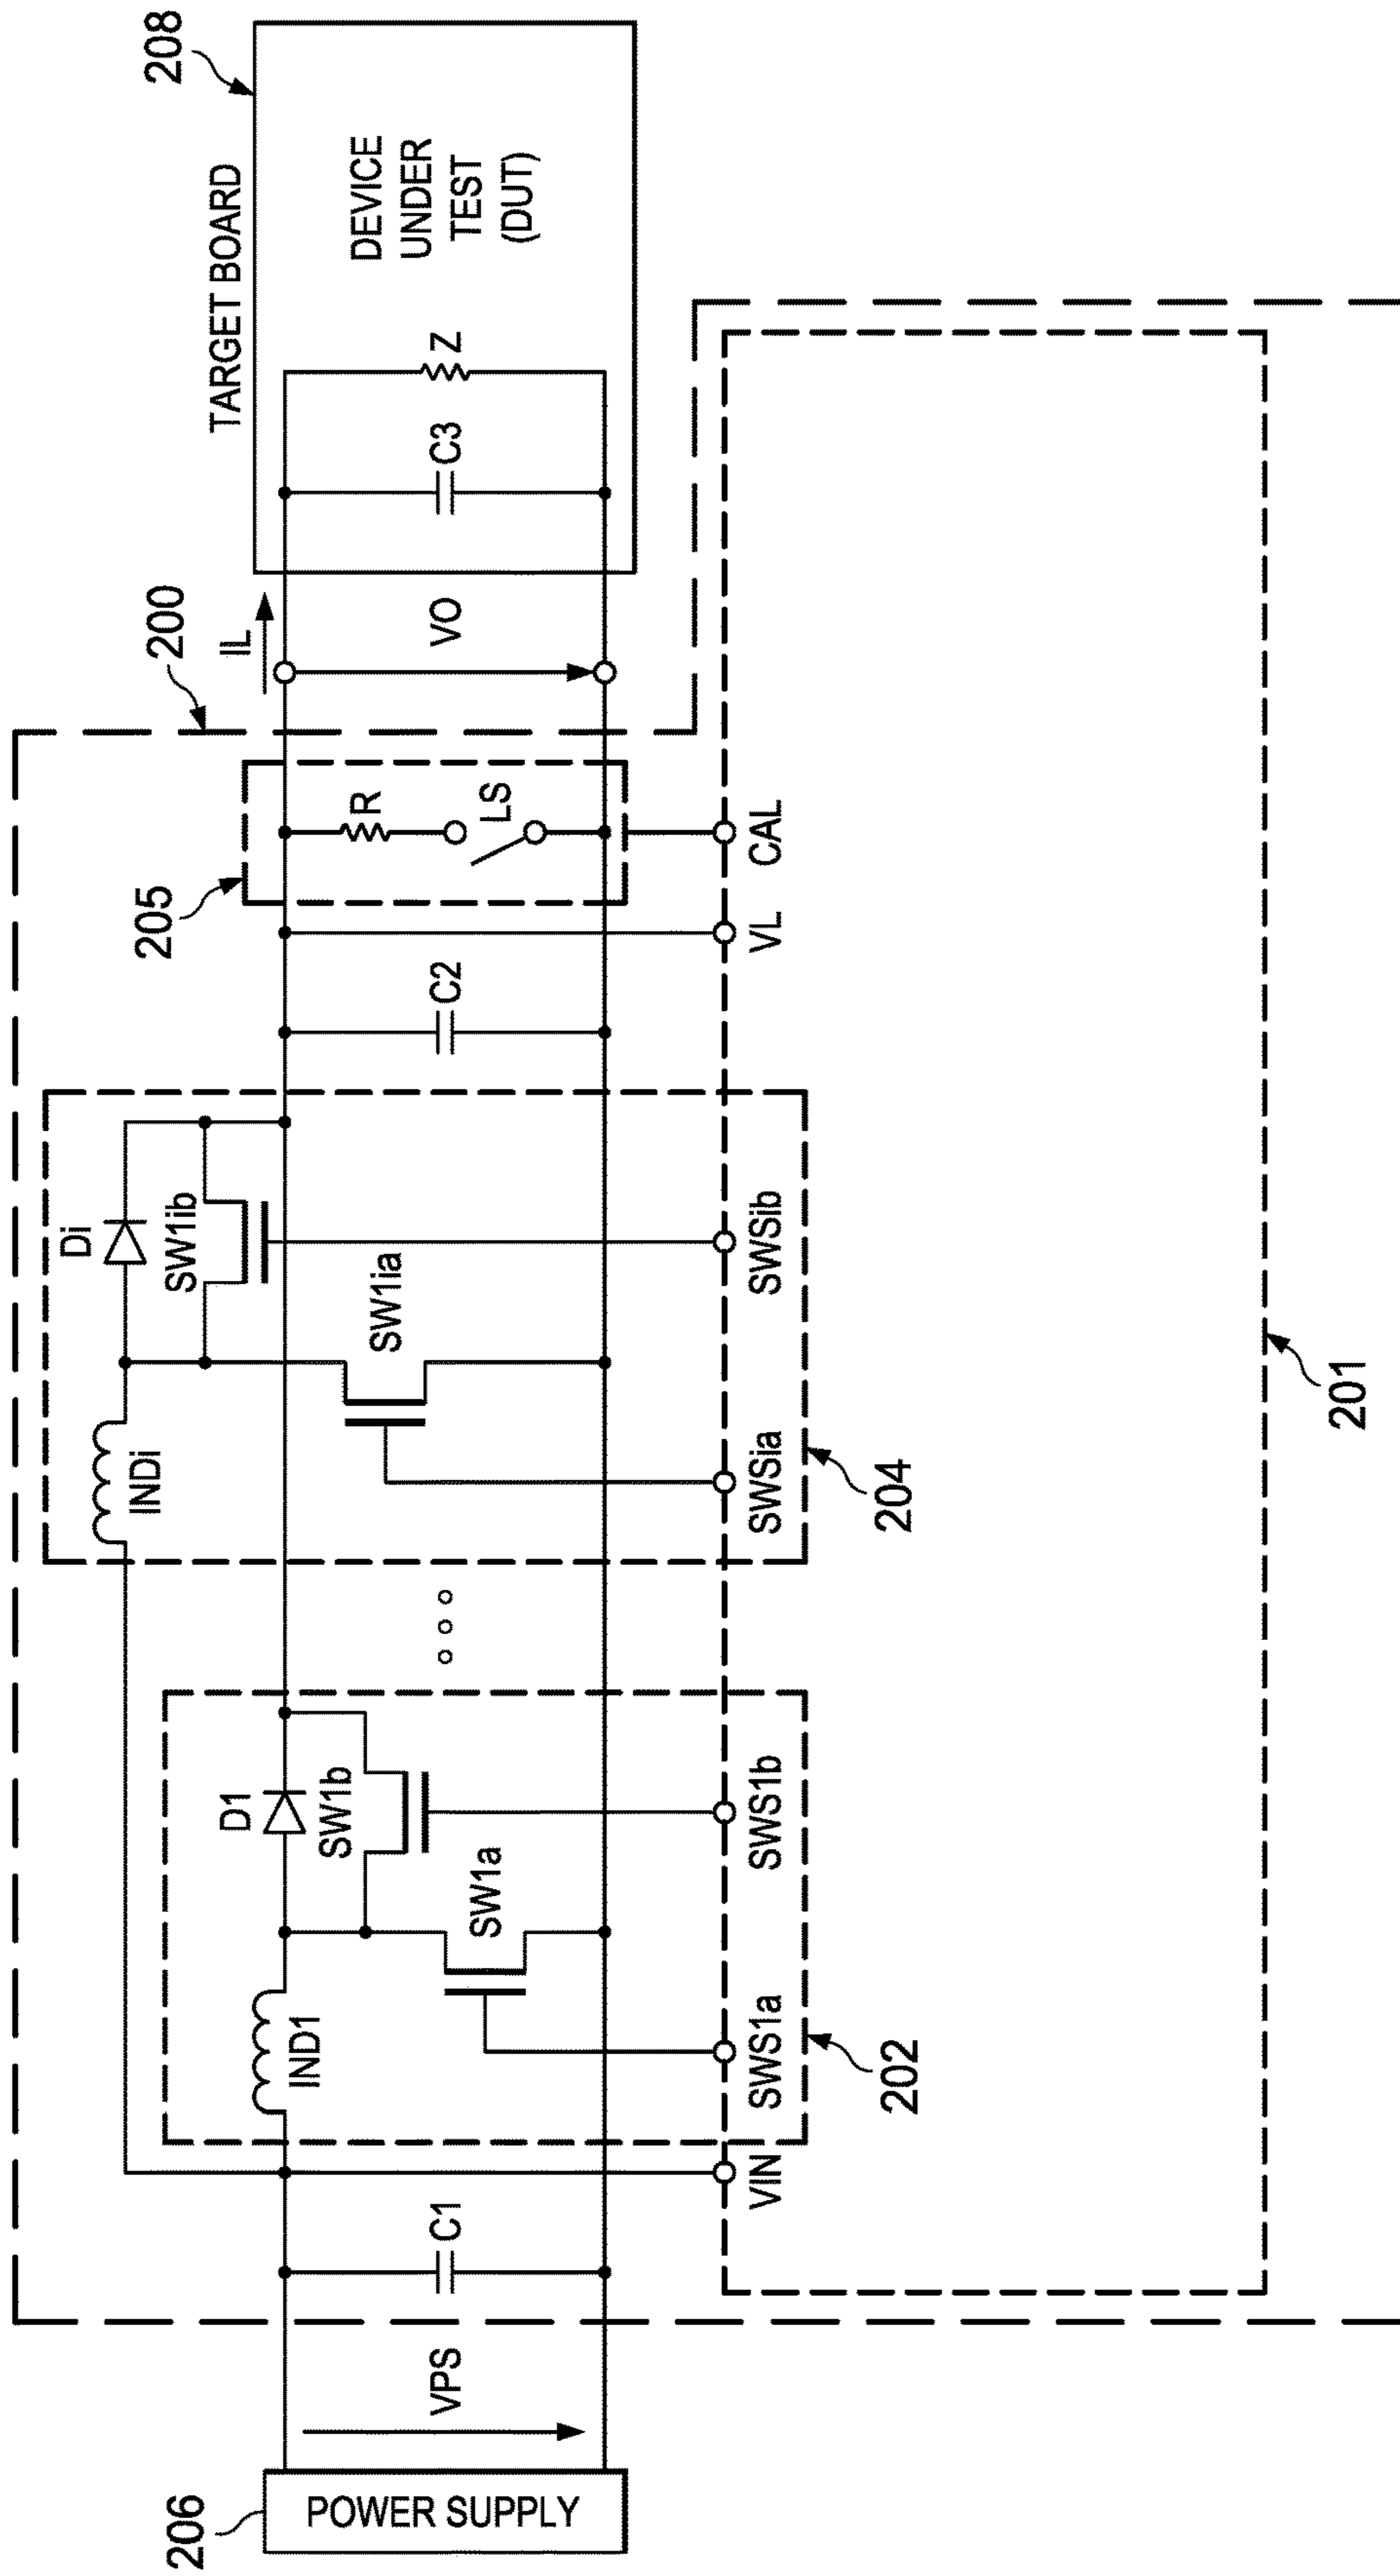 206
POWER SUPPLY
VPS
C1
VIN
IND1
D1
SW1b
SW1a
SWS1a
SWS1b
202
INDi
Di
SW1ib
SW1ia
SWSia
SWSib
204
C2
VL
205
R
LS
CAL
200
IL
VO
TARGET BOARD
208
C3
Z
DEVICE
UNDER
TEST
(DUT)
201